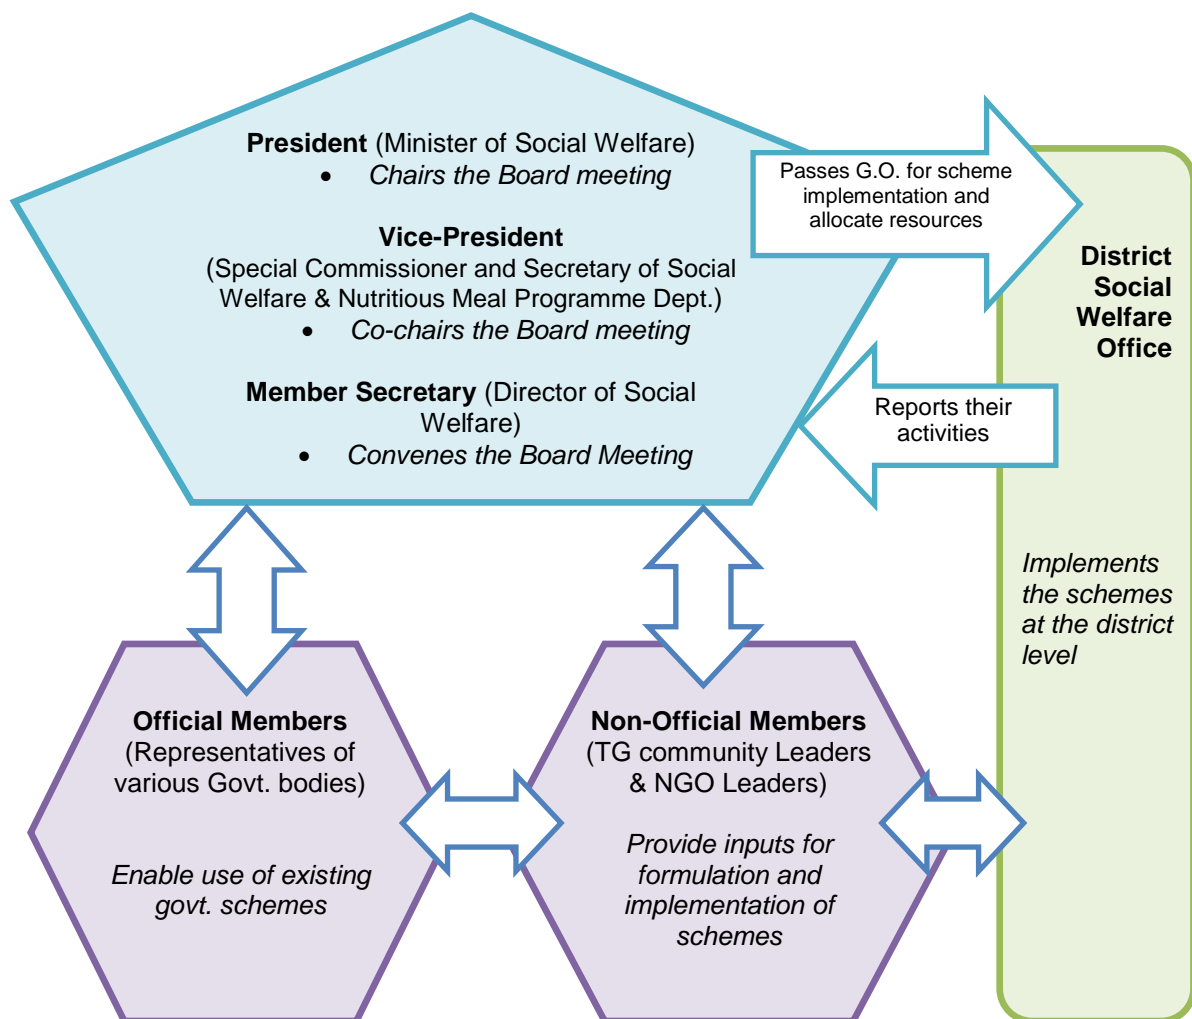 President (Minister of Social Welfare)
• Chairs the Board meeting
Vice-President
(Special Commissioner and Secretary of Social
Welfare & Nutritious Meal Programme Dept.)
• Co-chairs the Board meeting
Member Secretary (Director of Social
Welfare)
• Convenes the Board Meeting
Passes G.O. for scheme
implementation and
allocate resources
Reports their
activities
District
Social
Welfare
Office
Implements
the schemes
at the district
level
Official Members
(Representatives of
various Govt. bodies)
Enable use of existing
govt. schemes
Non-Official Members
(TG community Leaders
& NGO Leaders)
Provide inputs for
formulation and
implementation of
schemes